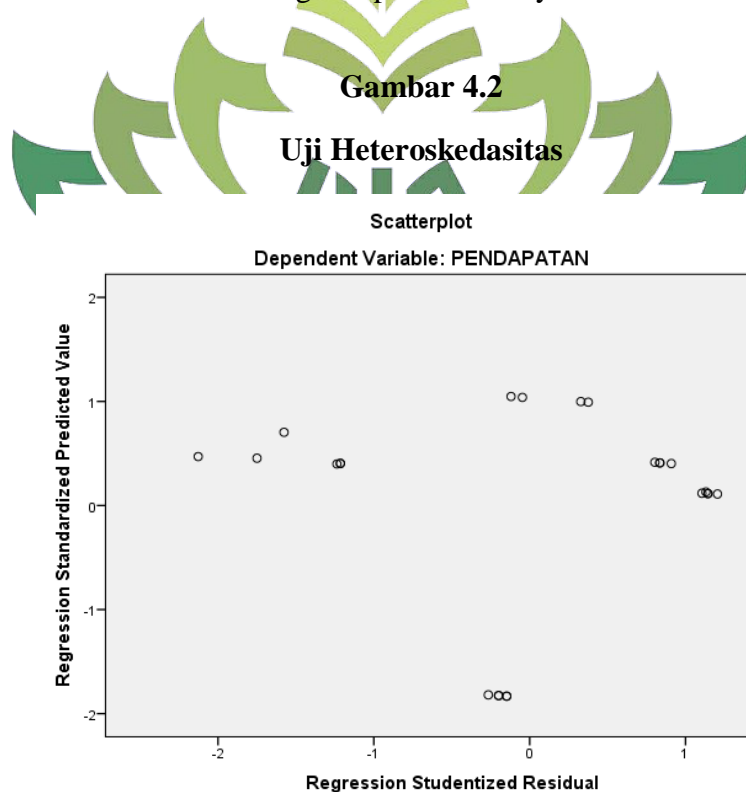 Gambar 4.2
Uji Heteroskedasitas
Scatterplot
Dependent Variable: PENDAPATAN
Regression Standardized Predicted Value
2
1
0
-1
-2
-2
-1
0
1
Regression Studentized Residual